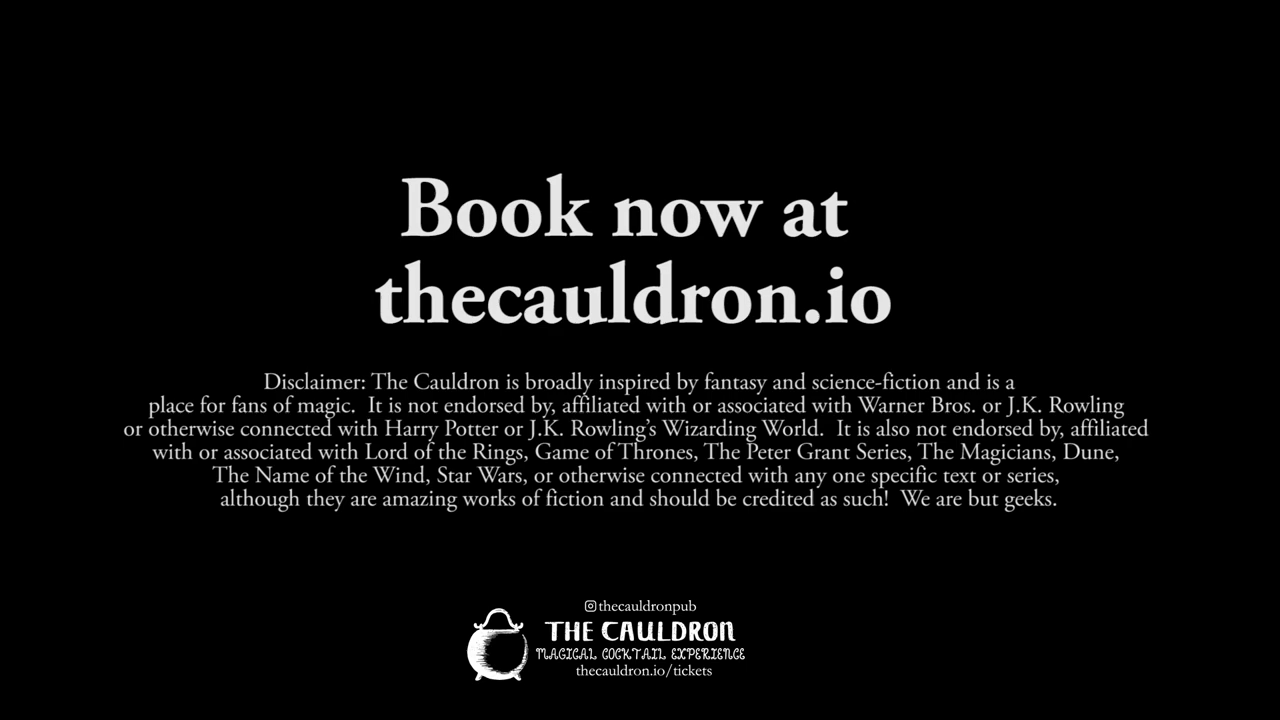 Book now at
thecauldron.io
Disclaimer: The Cauldron is broadly inspired by fantasy and science-fiction and is a
place for fans of magic.  It is not endorsed by, affiliated with or associated with Warner Bros. or J.K. Rowling
or otherwise connected with Harry Potter or J.K. Rowling's Wizarding World.  It is also not endorsed by, affiliated
with or associated with Lord of the Rings, Game of Thrones, The Peter Grant Series, The Magicians, Dune,
The Name of the Wind, Star Wars, or otherwise connected with any one specific text or series,
although they are amazing works of fiction and should be credited as such!  We are but geeks.
thecauldronpub
THE CAULDRON
MAGICAL COCKTAIL EXPERIENCE
thecauldron.io/tickets